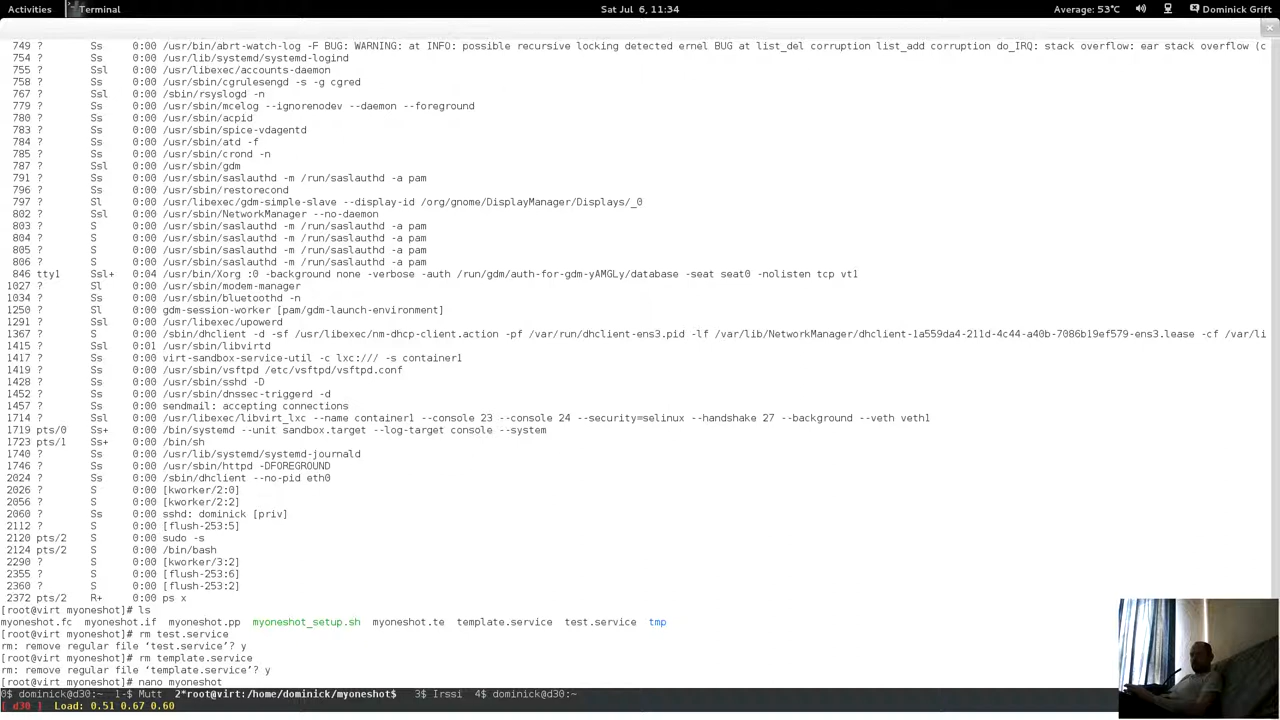 Activities Terminal Sat Jul 6, 11:34 Average: 53°C Dominick Grift
749 ? Ss 0:00 /usr/bin/abrt-watch-log -F BUG: WARNING: at INFO: possible recursive locking detected ernel BUG at list_del corruption list_add corruption do_IRQ: stack overflow: ear stack overflow (c
754 ? Ss 0:00 /usr/lib/systemd/systemd-logind
755 ? Ssl 0:00 /usr/libexec/accounts-daemon
758 ? Ss 0:00 /usr/sbin/cgrulesengd -s -g cgred
767 ? Ssl 0:00 /sbin/rsyslogd -n
779 ? Ss 0:00 /usr/sbin/mcelog --ignorenodev --daemon --foreground
780 ? Ss 0:00 /usr/sbin/acpid
783 ? Ss 0:00 /usr/sbin/spice-vdagentd
784 ? Ss 0:00 /usr/sbin/atd -f
785 ? Ss 0:00 /usr/sbin/crond -n
787 ? Ssl 0:00 /usr/sbin/gdm
791 ? Ss 0:00 /usr/sbin/saslauthd -m /run/saslauthd -a pam
796 ? Ss 0:00 /usr/sbin/restorecond
798 ? Sl 0:00 /usr/libexec/gdm-simple-slave --display-id /org/gnome/DisplayManager/Displays/_0
802 ? Ssl 0:00 /usr/sbin/NetworkManager --no-daemon
803 ? S 0:00 /usr/sbin/saslauthd -m /run/saslauthd -a pam
804 ? S 0:00 /usr/sbin/saslauthd -m /run/saslauthd -a pam
805 ? S 0:00 /usr/sbin/saslauthd -m /run/saslauthd -a pam
806 ? S 0:00 /usr/sbin/saslauthd -m /run/saslauthd -a pam
846 tty1 Ssl+ 0:04 /usr/bin/Xorg :0 -background none -verbose -auth /run/gdm/auth-for-gdm-yAMGLy/database -seat seat0 -nolisten tcp vt1
1027 ? Sl 0:00 /usr/sbin/modem-manager
1034 ? Ss 0:00 /usr/sbin/bluetoothd -n
1250 ? Sl 0:00 gdm-session-worker [pam/gdm-launch-environment]
1291 ? Ssl 0:00 /usr/libexec/upowerd
1367 ? S 0:00 /sbin/dhclient -d -sf /usr/libexec/nm-dhcp-client.action -pf /var/run/dhclient-ens3.pid -lf /var/lib/NetworkManager/dhclient-1a559da4-211d-4c44-a40b-7086b19ef579-ens3.lease -cf /var/li
1415 ? Ssl 0:01 /usr/sbin/libvirtd
1417 ? Ss 0:00 virt-sandbox-service-util -c lxc:/// -s container1
1419 ? Ss 0:00 /usr/sbin/vsftpd /etc/vsftpd/vsftpd.conf
1428 ? Ss 0:00 /usr/sbin/sshd -D
1452 ? Ss 0:00 /usr/sbin/dnssec-triggerd -d
1457 ? Ss 0:00 sendmail: accepting connections
1714 ? Ssl 0:00 /usr/libexec/libvirt_lxc --name container1 --console 23 --console 24 --security=selinux --handshake 27 --background --veth veth1
1719 pts/0 Ss+ 0:00 /bin/systemd --unit sandbox.target --log-target console --system
1723 pts/1 Ss+ 0:00 /bin/sh
1740 ? Ss 0:00 /usr/lib/systemd/systemd-journald
1746 ? Ss 0:00 /usr/sbin/httpd -DFOREGROUND
2024 ? Ss 0:00 /sbin/dhclient --no-pid eth0
2026 ? S 0:00 [kworker/2:0]
2056 ? S 0:00 [kworker/2:2]
2060 ? Ss 0:00 sshd: dominick [priv]
2112 ? S 0:00 [flush-253:5]
2120 pts/2 S 0:00 sudo -s
2124 pts/2 S 0:00 /bin/bash
2290 ? S 0:00 [kworker/3:2]
2355 ? S 0:00 [flush-253:6]
2360 ? S 0:00 [flush-253:2]
2372 pts/2 R+ 0:00 ps x
[root@virt myoneshot]# ls
myoneshot.fc myoneshot.if myoneshot.pp myoneshot_setup.sh myoneshot.te template.service test.service tmp
[root@virt myoneshot]# rm test.service
rm: remove regular file ‘test.service’? y
[root@virt myoneshot]# rm template.service
rm: remove regular file ‘template.service’? y
[root@virt myoneshot]# nano myoneshot
0$ dominick@d30:~ 1-$ Mutt 2*root@virt:/home/dominick/myoneshot$ 3$ Irssi 4$ dominick@d30:~
[ d30 ] Load: 0.51 0.67 0.60